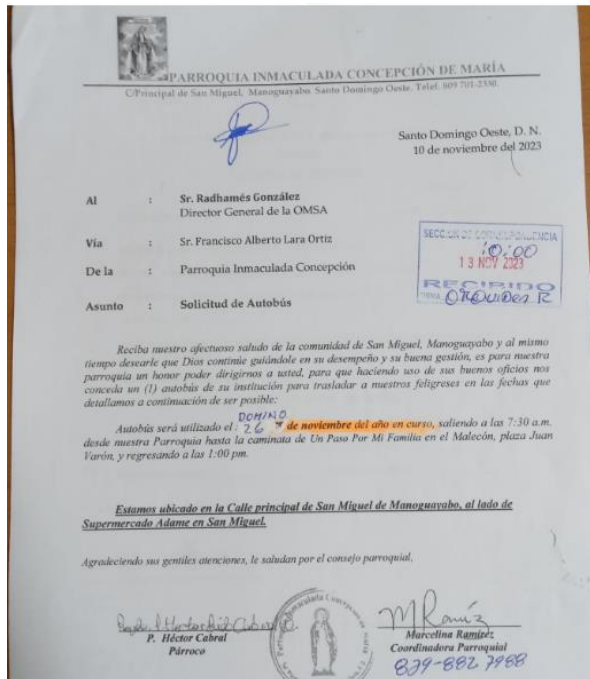 PARROQUIA INMACULADA CONCEPCIÓN DE MARÍA
C/Principal de San Miguel, Manoguayabo. Santo Domingo Oeste. Telef. 809 701-2330.
Santo Domingo Oeste, D. N.
10 de noviembre del 2023
Al : Sr. Radhamés González
Director General de la OMSA
Vía : Sr. Francisco Alberto Lara Ortiz
De la : Parroquia Inmaculada Concepción
Asunto : Solicitud de Autobús
SECCION DE CORRESPONDENCIA
10:00
13 NOV 2023
RECIBIDO
Orquidea R
Reciba nuestro afectuoso saludo de la comunidad de San Miguel, Manoguayabo y al mismo
tiempo desearle que Dios continúe guiándole en su desempeño y su buena gestión, es para nuestra
parroquia un honor poder dirigirnos a usted, para que haciendo uso de sus buenos oficios nos
conceda un (1) autobús de su institución para trasladar a nuestros feligreses en las fechas que
detallamos a continuación de ser posible:
DOMINO
Autobús será utilizado el : 26 de noviembre del año en curso, saliendo a las 7:30 a.m.
desde nuestra Parroquia hasta la caminata de Un Paso Por Mi Familia en el Malecón, plaza Juan
Varón, y regresando a las 1:00 pm.
Estamos ubicado en la Calle principal de San Miguel de Manoguayabo, al lado de
Supermercado Adame en San Miguel.
Agradeciendo sus gentiles atenciones, le saludan por el consejo parroquial,
P. Héctor Cabral
Párroco
Inmaculada Concepcion
M Ramíz
Marcelina Ramírez
Coordinadora Parroquial
829-882 7988